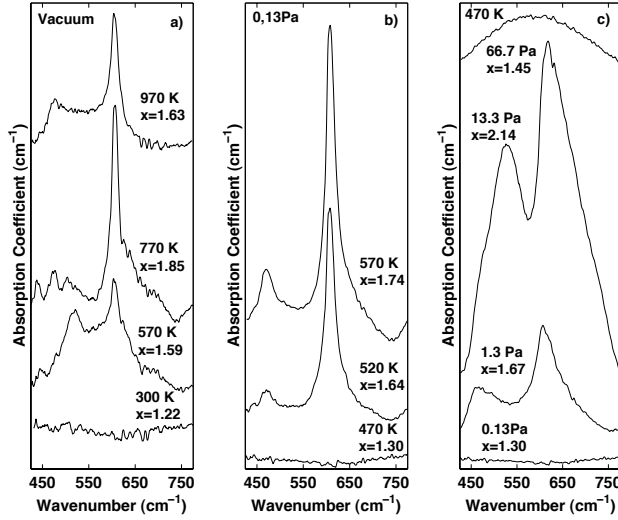 Vacuum
a)
970 K
x=1.63
770 K
x=1.85
570 K
x=1.59
300 K
x=1.22
Absorption Coefficient (cm⁻¹)
450 550 650 750
Wavenumber (cm⁻¹)
0,13Pa
b)
570 K
x=1.74
520 K
x=1.64
470 K
x=1.30
Absorption Coefficient (cm⁻¹)
450 550 650 750
Wavenumber (cm⁻¹)
470 K
c)
66.7 Pa
x=1.45
13.3 Pa
x=2.14
1.3 Pa
x=1.67
0.13Pa
x=1.30
Absorption Coefficient (cm⁻¹)
450 550 650 750
Wavenumber (cm⁻¹)